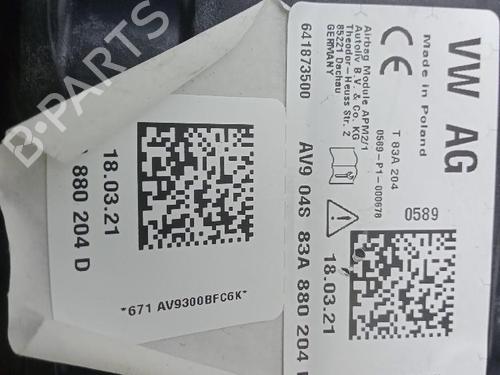 VW AG
Made in Poland
T 83A 204
0589-P1-000678
0589
Airbag Module APM2/1
Autoliv B.V. & Co. KG
Theodor-Heuss Str. 2
85221 Dachau
GERMANY
641873500
AV9 04S 83A 880 204
18.03.21
18.03.21
880 204 D
*671 AV9300BFC6K*
B-PARTS